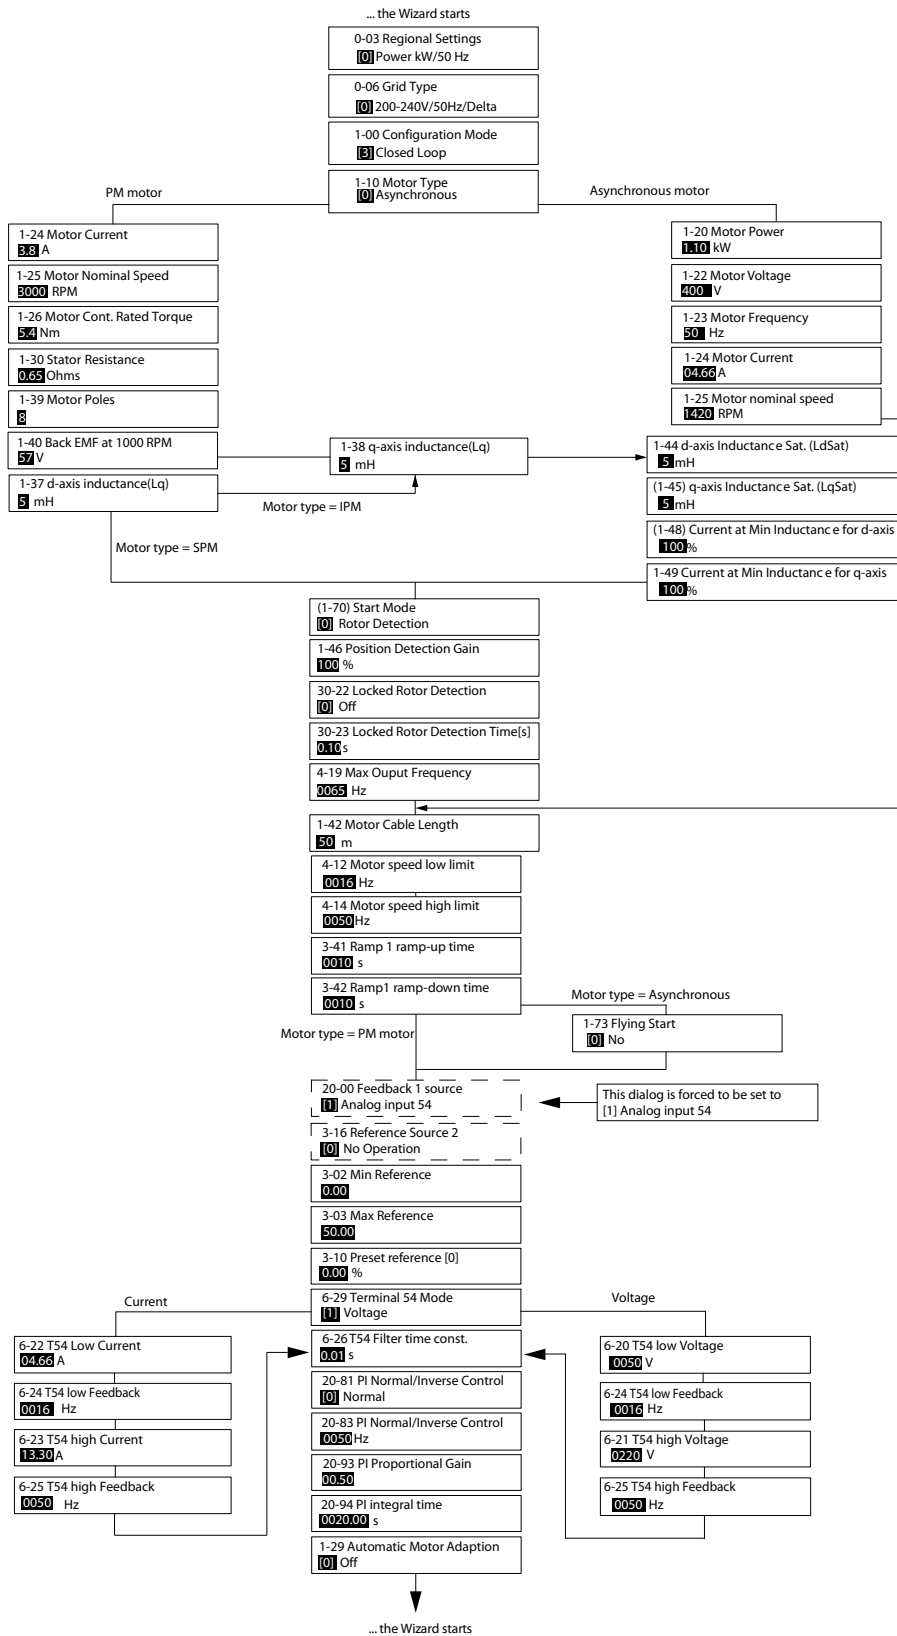 ... the Wizard starts
0-03 Regional Settings
[0] Power kW/50 Hz
0-06 Grid Type
[0] 200-240V/50Hz/Delta
1-00 Configuration Mode
[3] Closed Loop
1-10 Motor Type
[0] Asynchronous
PM motor
Asynchronous motor
1-24 Motor Current
3.8 A
1-25 Motor Nominal Speed
3000 RPM
1-26 Motor Cont. Rated Torque
5.4 Nm
1-30 Stator Resistance
0.65 Ohms
1-39 Motor Poles
8
1-40 Back EMF at 1000 RPM
57 V
1-37 d-axis inductance(Lq)
5 mH
1-20 Motor Power
1.10 kW
1-22 Motor Voltage
400 V
1-23 Motor Frequency
50 Hz
1-24 Motor Current
04.66 A
1-25 Motor nominal speed
1420 RPM
1-38 q-axis inductance(Lq)
5 mH
Motor type = IPM
Motor type = SPM
1-44 d-axis Inductance Sat. (LdSat)
5 mH
(1-45) q-axis Inductance Sat. (LqSat)
5 mH
(1-48) Current at Min Inductance for d-axis
100 %
1-49 Current at Min Inductance for q-axis
100 %
(1-70) Start Mode
[0] Rotor Detection
1-46 Position Detection Gain
100 %
30-22 Locked Rotor Detection
[0] Off
30-23 Locked Rotor Detection Time[s]
0.10 s
4-19 Max Ouput Frequency
0065 Hz
1-42 Motor Cable Length
50 m
4-12 Motor speed low limit
0016 Hz
4-14 Motor speed high limit
0050 Hz
3-41 Ramp 1 ramp-up time
0010 s
3-42 Ramp1 ramp-down time
0010 s
Motor type = Asynchronous
Motor type = PM motor
1-73 Flying Start
[0] No
20-00 Feedback 1 source
[1] Analog input 54
This dialog is forced to be set to
[1] Analog input 54
3-16 Reference Source 2
[0] No Operation
3-02 Min Reference
0.00
3-03 Max Reference
50.00
3-10 Preset reference [0]
0.00 %
6-29 Terminal 54 Mode
[1] Voltage
Current
Voltage
6-22 T54 Low Current
04.66 A
6-24 T54 low Feedback
0016 Hz
6-23 T54 high Current
13.30 A
6-25 T54 high Feedback
0050 Hz
6-26 T54 Filter time const.
0.01 s
20-81 PI Normal/Inverse Control
[0] Normal
20-83 PI Normal/Inverse Control
0050 Hz
20-93 PI Proportional Gain
00.50
20-94 PI integral time
0020.00 s
1-29 Automatic Motor Adaption
[0] Off
6-20 T54 low Voltage
0050 V
6-24 T54 low Feedback
0016 Hz
6-21 T54 high Voltage
0220 V
6-25 T54 high Feedback
0050 Hz
... the Wizard starts